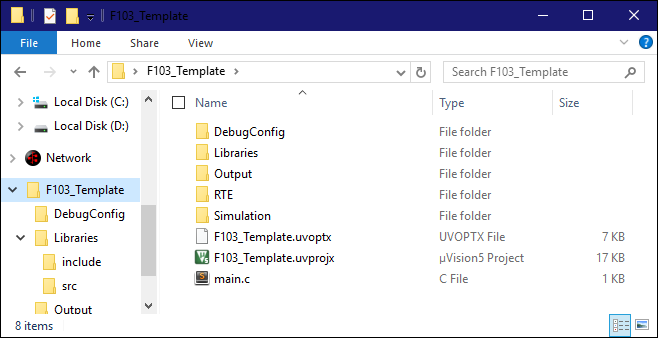 F103_Template
File Home Share View
F103_Template
Search F103_Template
Local Disk (C:)
Local Disk (D:)
Network
F103_Template
DebugConfig
Libraries
include
src
Output
Name Type Size
DebugConfig File folder
Libraries File folder
Output File folder
RTE File folder
Simulation File folder
F103_Template.uvoptx UVOPTX File 7 KB
F103_Template.uvprojx µVision5 Project 17 KB
main.c C File 1 KB
8 items